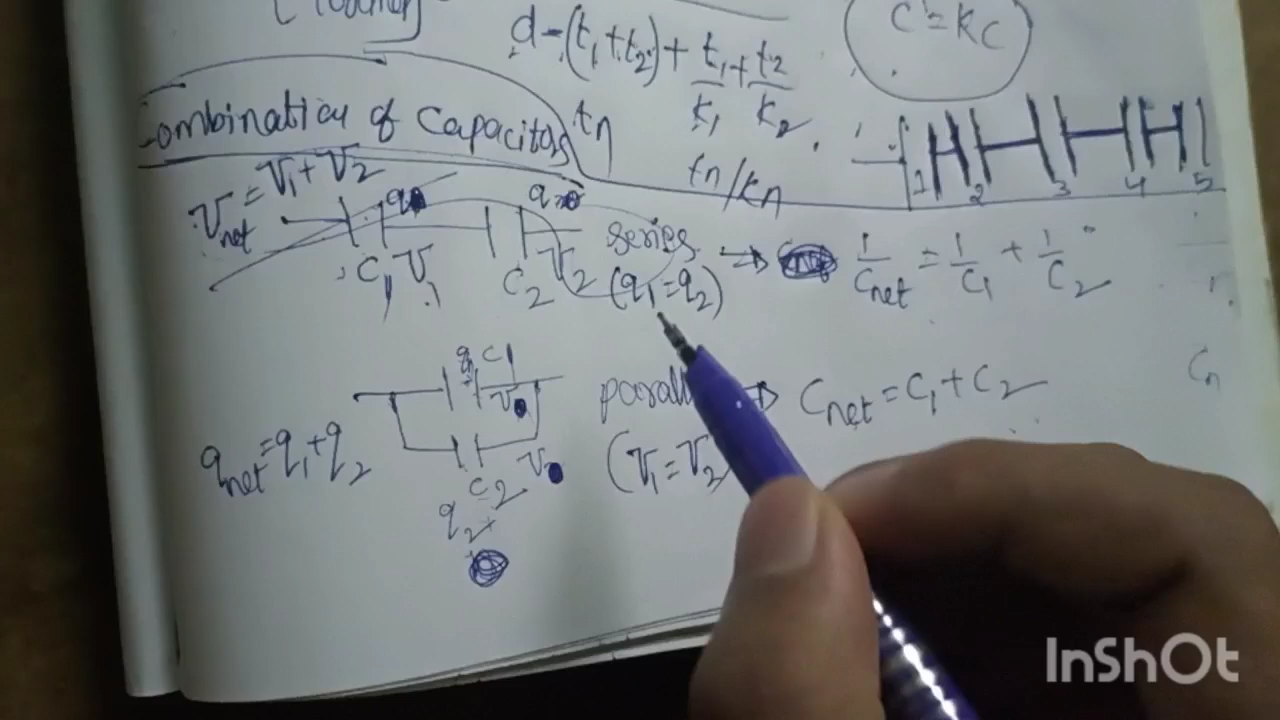 d-(t₁+t₂)+ t₁/k₁ + t₂/k₂
C'=KC
tn
tn/kn
Combination of Capacitors
1 2 3 4 5
Vnet=V₁+V₂
q q
C₁ V₁ C₂ V₂
series
(q₁=q₂)
→ 1/Cnet = 1/C₁ + 1/C₂
C₁
V
qnet=q₁+q₂
C₂ V
q₂
→ Cnet=C₁+C₂
(V₁=V₂
Cn
InShOt